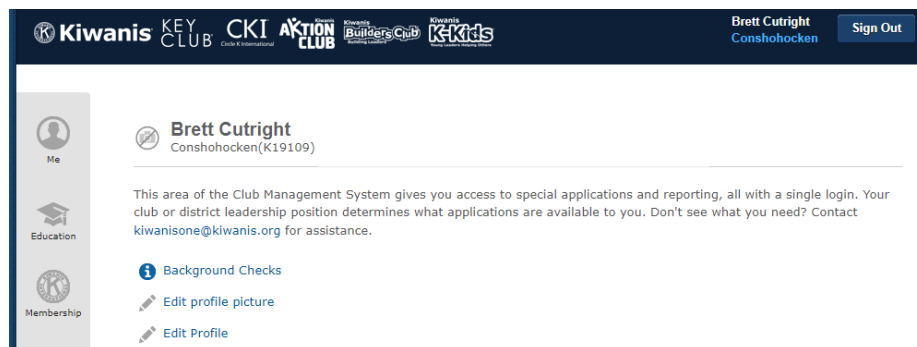 Kiwanis KEY CLUB CKI Circle K International Kiwanis AKTION CLUB Kiwanis Builders Club Building Leaders Kiwanis K-Kids Young Leaders Helping Others
Brett Cutright
Conshohocken
Sign Out
Me
Education
Membership
Brett Cutright
Conshohocken(K19109)
This area of the Club Management System gives you access to special applications and reporting, all with a single login. Your
club or district leadership position determines what applications are available to you. Don't see what you need? Contact
kiwanisone@kiwanis.org for assistance.
Background Checks
Edit profile picture
Edit Profile